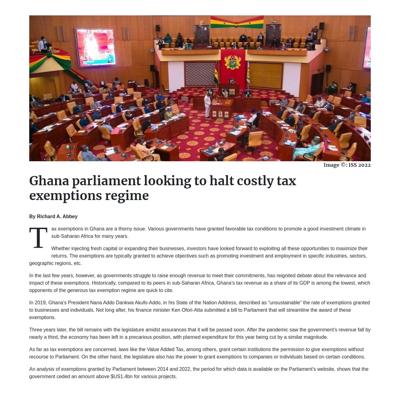 Image ©: ISS 2022
Ghana parliament looking to halt costly tax
exemptions regime
By Richard A. Abbey
Tax exemptions in Ghana are a thorny issue. Various governments have granted favorable tax conditions to promote a good investment climate in
sub-Saharan Africa for many years.
Whether injecting fresh capital or expanding their businesses, investors have looked forward to exploiting all these opportunities to maximize their
returns. The exemptions are typically granted to achieve objectives such as promoting investment and employment in specific industries, sectors,
geographic regions, etc.
In the last few years, however, as governments struggle to raise enough revenue to meet their commitments, has reignited debate about the relevance and
impact of these exemptions. Historically, compared to its peers in sub-Saharan Africa, Ghana's tax revenue as a share of its GDP is among the lowest, which
opponents of the generous tax exemption regime are quick to cite.
In 2019, Ghana's President Nana Addo Dankwa Akufo-Addo, in his State of the Nation Address, described as "unsustainable" the rate of exemptions granted
to businesses and individuals. Not long after, his finance minister Ken Ofori-Atta submitted a bill to Parliament that will streamline the award of these
exemptions.
Three years later, the bill remains with the legislature amidst assurances that it will be passed soon. After the pandemic saw the government's revenue fall by
nearly a third, the economy has been left in a precarious position, with planned expenditure for this year being cut by a similar magnitude.
As far as tax exemptions are concerned, laws like the Value Added Tax, among others, grant certain institutions the permission to give exemptions without
recourse to Parliament. On the other hand, the legislature also has the power to grant exemptions to companies or individuals based on certain conditions.
An analysis of exemptions granted by Parliament between 2014 and 2022, the period for which data is available on the Parliament's website, shows that the
government ceded an amount above $US1.4bn for various projects.